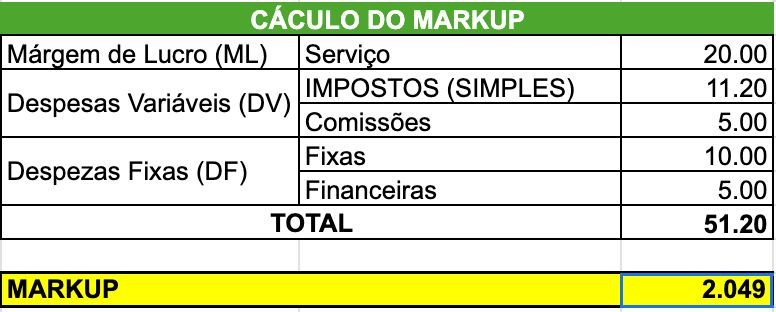 CÁCULO DO MARKUP
Márgem de Lucro (ML) Serviço 20.00
Despesas Variáveis (DV) IMPOSTOS (SIMPLES) 11.20
Comissões 5.00
Despezas Fixas (DF) Fixas 10.00
Financeiras 5.00
TOTAL 51.20
MARKUP 2.049